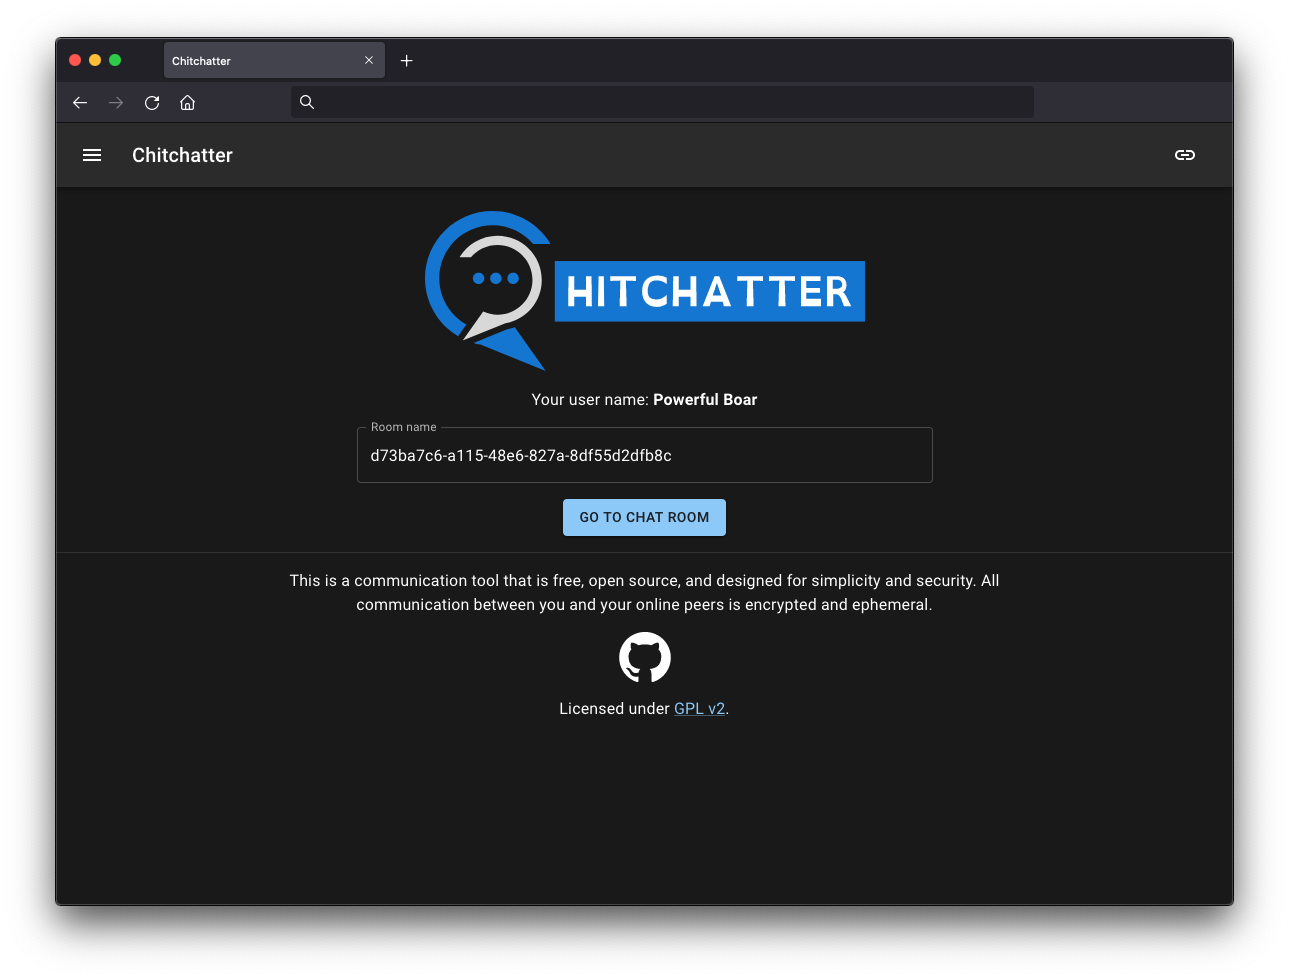 Chitchatter
Chitchatter
HITCHATTER
Your user name: Powerful Boar
Room name
d73ba7c6-a115-48e6-827a-8df55d2dfb8c
GO TO CHAT ROOM
This is a communication tool that is free, open source, and designed for simplicity and security. All
communication between you and your online peers is encrypted and ephemeral.
Licensed under GPL v2.